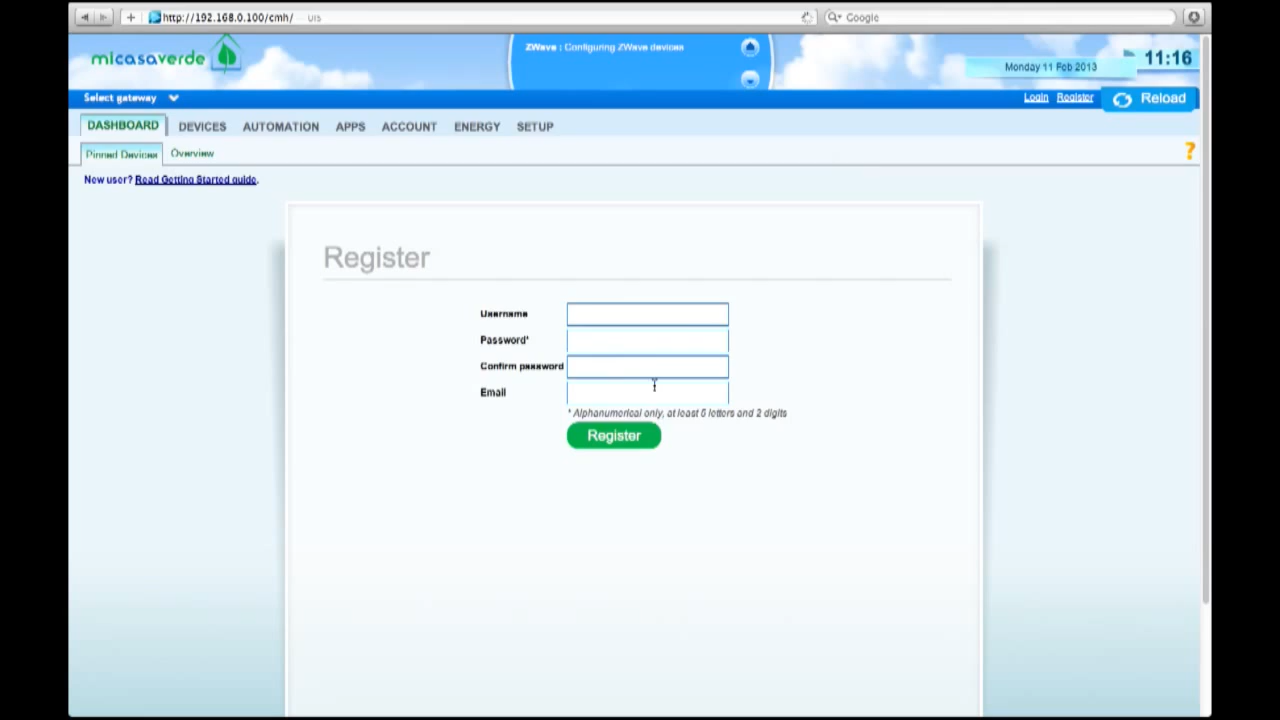 http://192.168.0.100/cmh/ UI5
Google
micasaverde
ZWave : Configuring ZWave devices
Monday 11 Feb 2013
11:16
Select gateway
Login Register Reload
DASHBOARD DEVICES AUTOMATION APPS ACCOUNT ENERGY SETUP
Pinned Devices Overview
?
New user? Read Getting Started guide.
Register
Username
Password*
Confirm password
Email
* Alphanumerical only, at least letters and 2 digits
Register